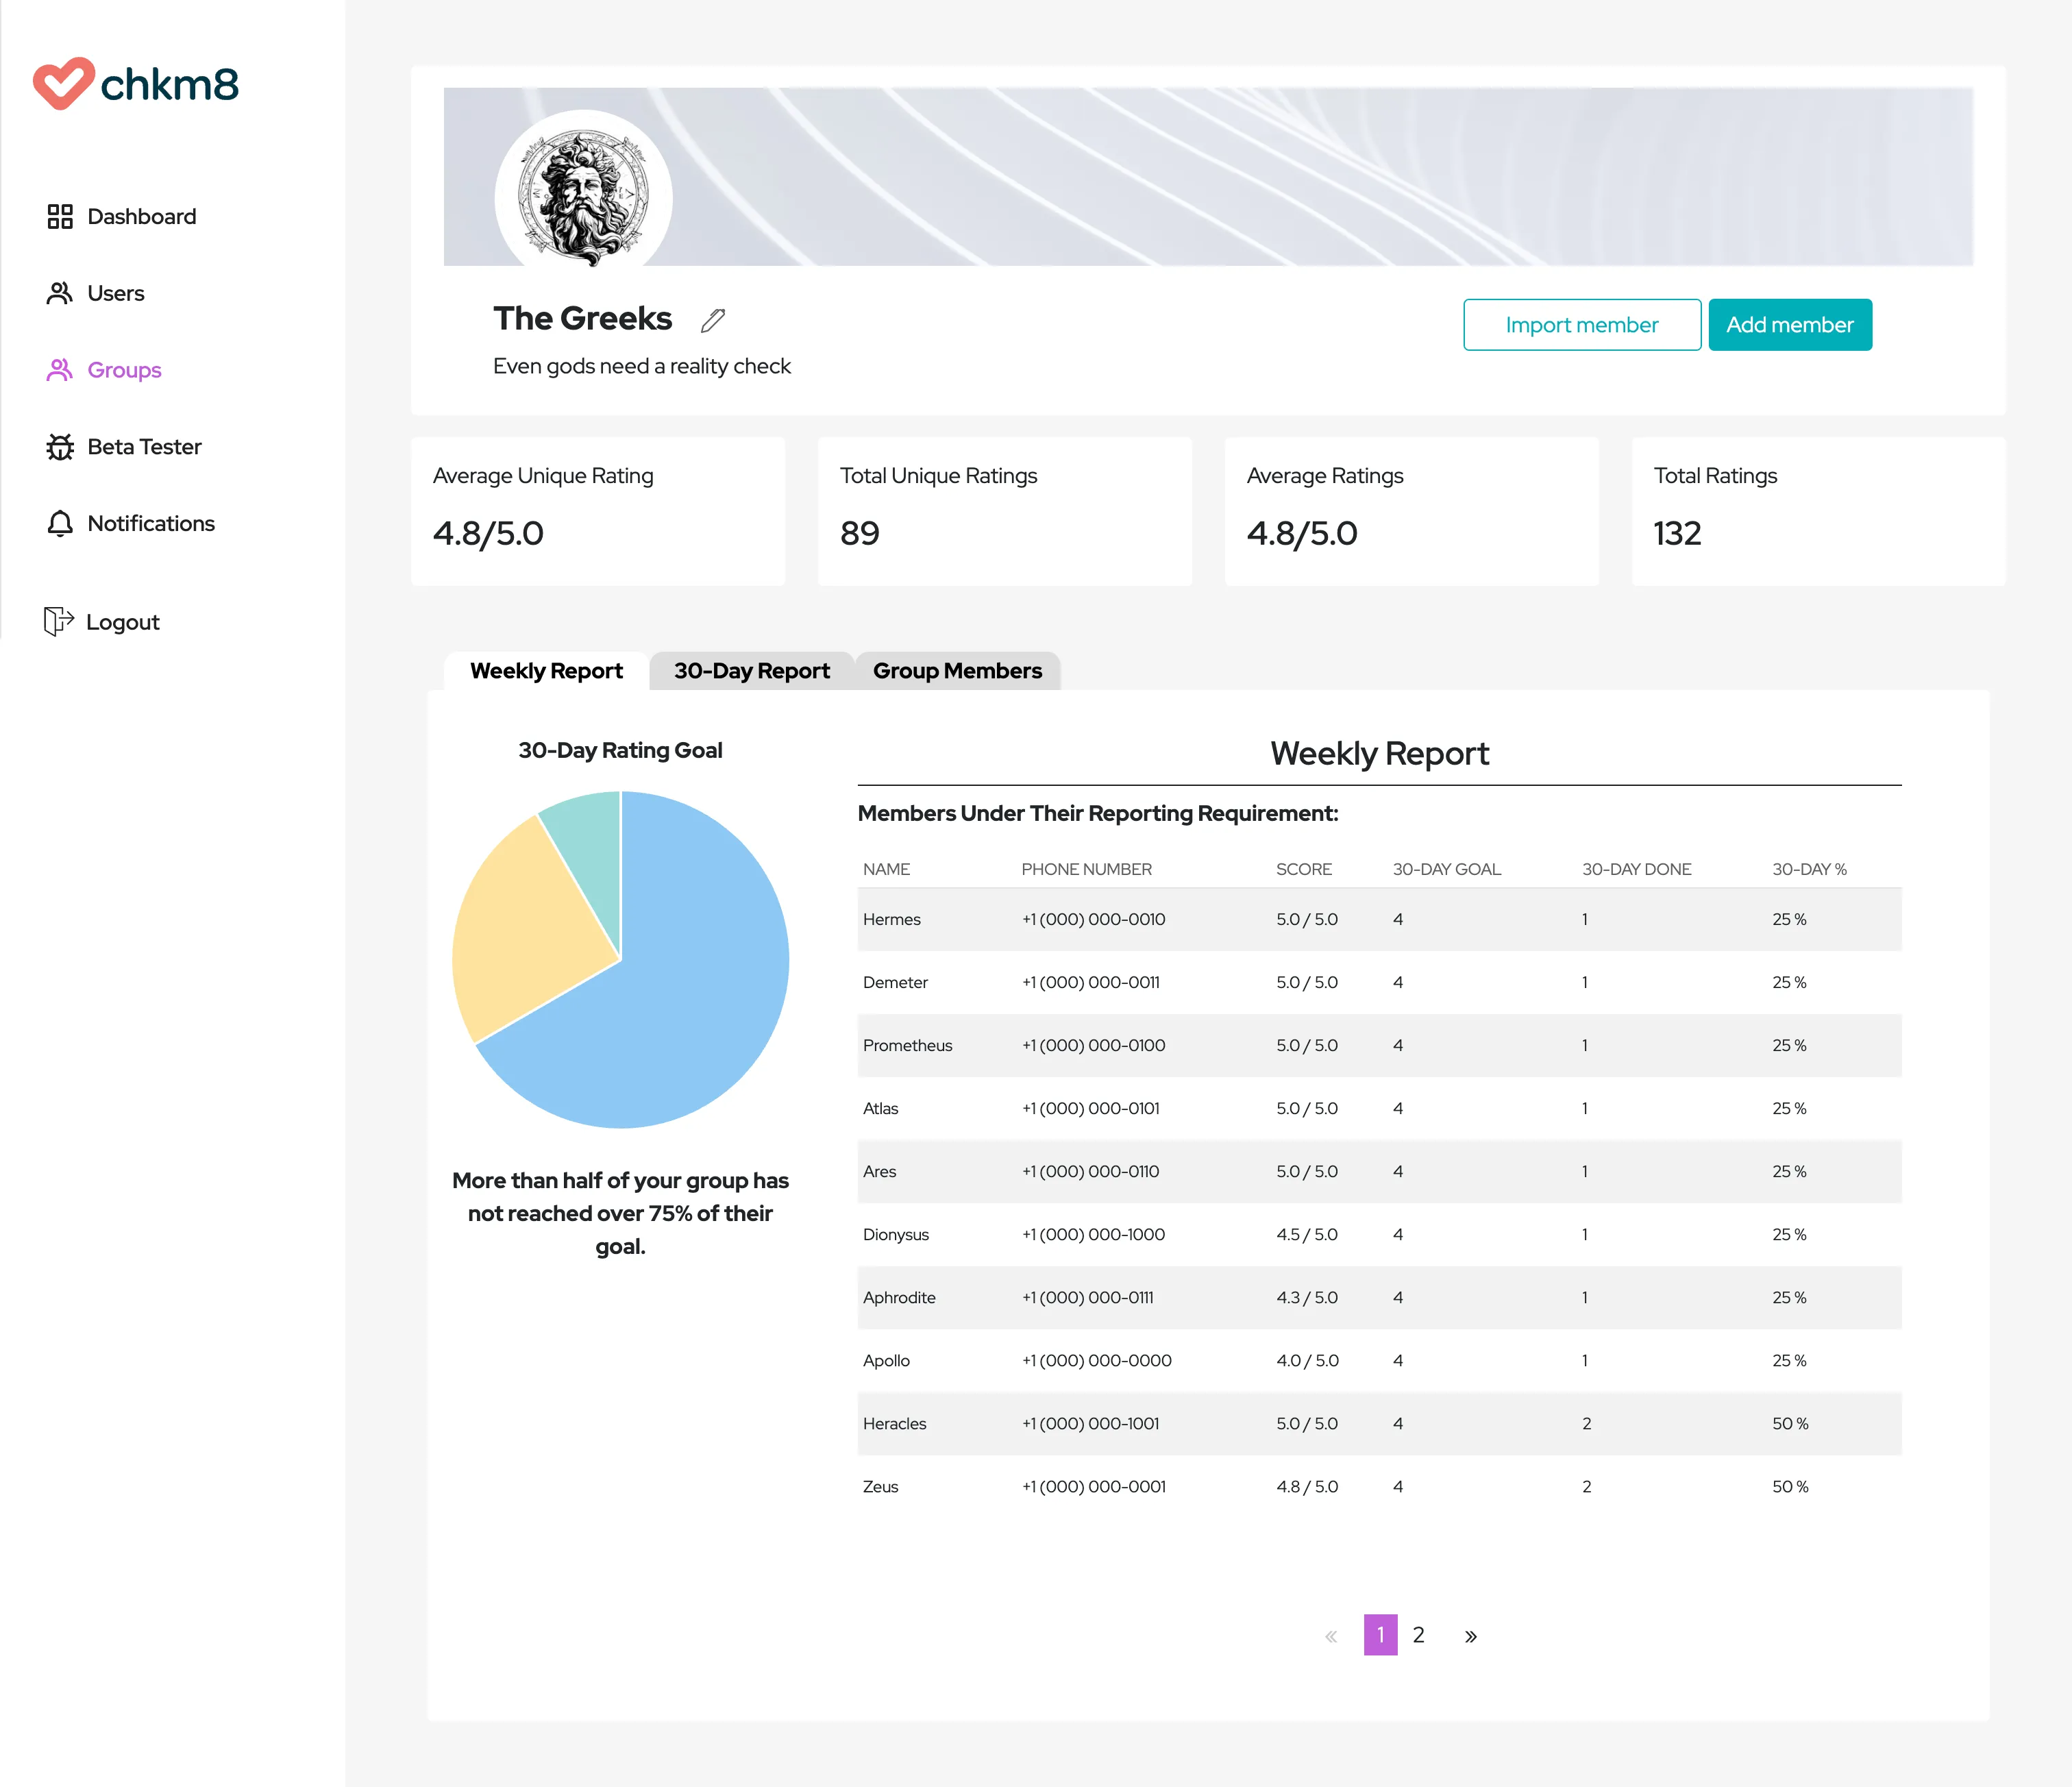 chkm8
Dashboard
Users
Groups
Beta Tester
Notifications
Logout
The Greeks
Even gods need a reality check
Import member
Add member
Average Unique Rating
4.8/5.0
Total Unique Ratings
89
Average Ratings
4.8/5.0
Total Ratings
132
Weekly Report
30-Day Report
Group Members
30-Day Rating Goal
More than half of your group has
not reached over 75% of their
goal.
Weekly Report
Members Under Their Reporting Requirement:
NAME PHONE NUMBER SCORE 30-DAY GOAL 30-DAY DONE 30-DAY %
Hermes +1 (000) 000-0010 5.0 / 5.0 4 1 25 %
Demeter +1 (000) 000-0011 5.0 / 5.0 4 1 25 %
Prometheus +1 (000) 000-0100 5.0 / 5.0 4 1 25 %
Atlas +1 (000) 000-0101 5.0 / 5.0 4 1 25 %
Ares +1 (000) 000-0110 5.0 / 5.0 4 1 25 %
Dionysus +1 (000) 000-1000 4.5 / 5.0 4 1 25 %
Aphrodite +1 (000) 000-0111 4.3 / 5.0 4 1 25 %
Apollo +1 (000) 000-0000 4.0 / 5.0 4 1 25 %
Heracles +1 (000) 000-1001 5.0 / 5.0 4 2 50 %
Zeus +1 (000) 000-0001 4.8 / 5.0 4 2 50 %
« 1 2 »